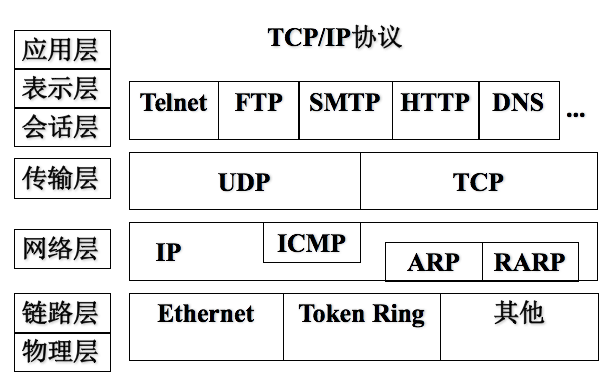 TCP/IP协议
应用层
表示层
会话层
Telnet FTP SMTP HTTP DNS ...
传输层 UDP TCP
网络层 IP ICMP ARP RARP
链路层 Ethernet Token Ring 其他
物理层